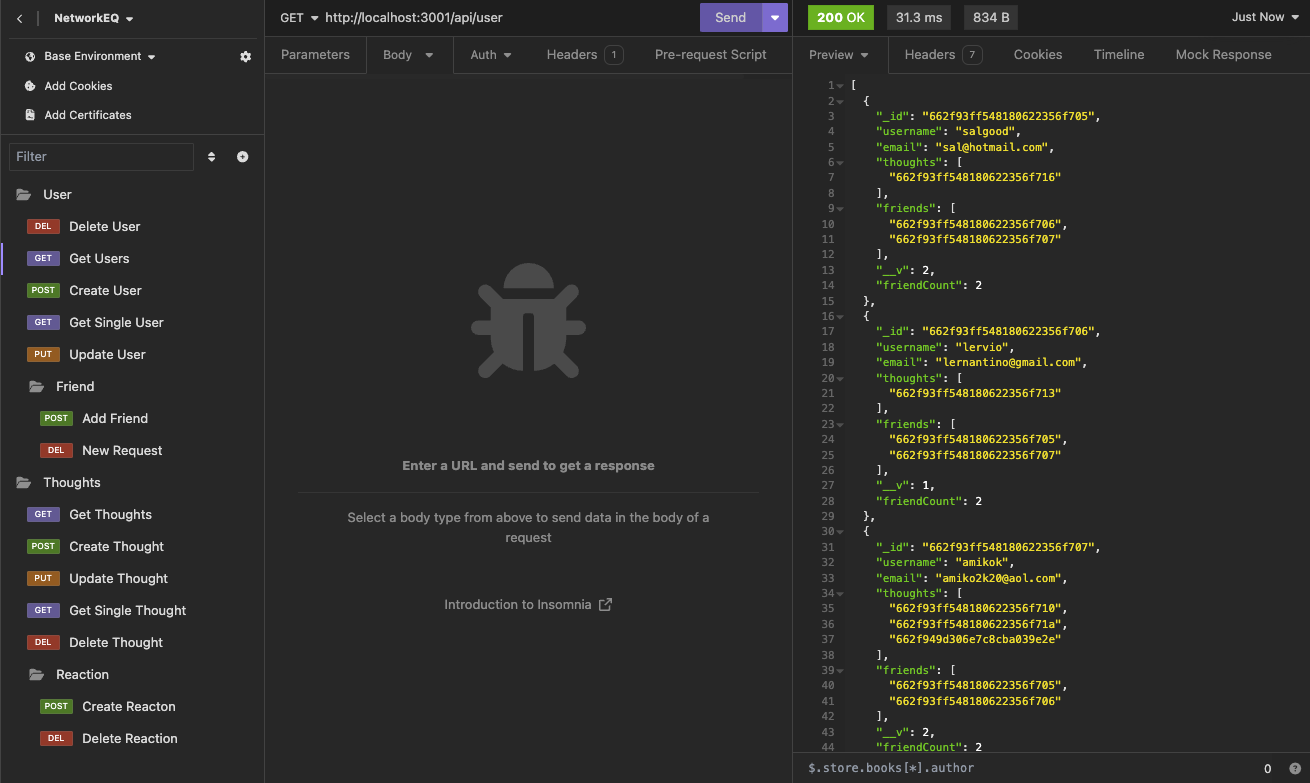 NetworkEQ
Base Environment
Add Cookies
Add Certificates
Filter
User
DEL Delete User
GET Get Users
POST Create User
GET Get Single User
PUT Update User
Friend
POST Add Friend
DEL New Request
Thoughts
GET Get Thoughts
POST Create Thought
PUT Update Thought
GET Get Single Thought
DEL Delete Thought
Reaction
POST Create Reacton
DEL Delete Reaction
GET http://localhost:3001/api/user Send
Parameters Body Auth Headers 1 Pre-request Script
Enter a URL and send to get a response
Select a body type from above to send data in the body of a
request
Introduction to Insomnia
200 OK 31.3 ms 834 B Just Now
Preview Headers 7 Cookies Timeline Mock Response
1 [
2 {
3 "_id": "662f93ff548180622356f705",
4 "username": "salgood",
5 "email": "sal@hotmail.com",
6 "thoughts": [
7 "662f93ff548180622356f716"
8 ],
9 "friends": [
10 "662f93ff548180622356f706",
11 "662f93ff548180622356f707"
12 ],
13 "__v": 2,
14 "friendCount": 2
15 },
16 {
17 "_id": "662f93ff548180622356f706",
18 "username": "lervio",
19 "email": "lernantino@gmail.com",
20 "thoughts": [
21 "662f93ff548180622356f713"
22 ],
23 "friends": [
24 "662f93ff548180622356f705",
25 "662f93ff548180622356f707"
26 ],
27 "__v": 1,
28 "friendCount": 2
29 },
30 {
31 "_id": "662f93ff548180622356f707",
32 "username": "amikok",
33 "email": "amiko2k20@aol.com",
34 "thoughts": [
35 "662f93ff548180622356f710",
36 "662f93ff548180622356f71a",
37 "662f949d306e7c8cba039e2e"
38 ],
39 "friends": [
40 "662f93ff548180622356f705",
41 "662f93ff548180622356f706"
42 ],
43 "__v": 2,
44 "friendCount": 2
$.store.books[*].author 0 ?